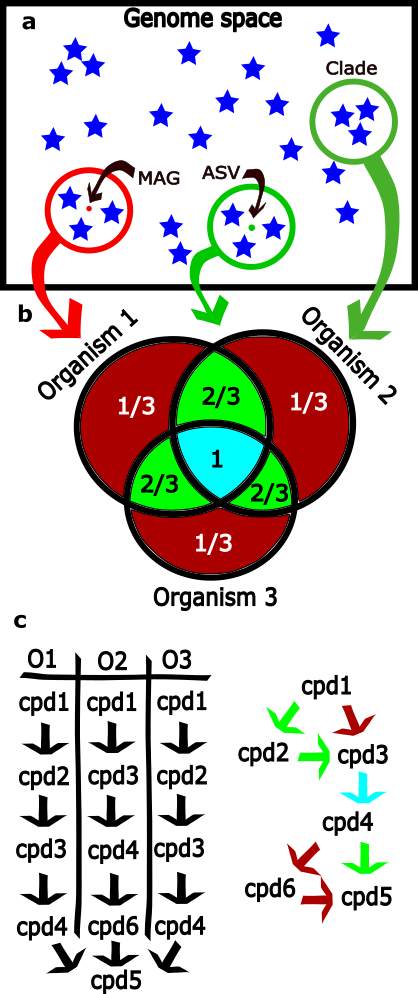 a
Genome space
Clade
MAG
ASV
b
Organism 1
Organism 2
1/3
2/3
1/3
1
2/3
2/3
1/3
Organism 3
c
O1 O2 O3
cpd1 cpd1 cpd1
cpd2 cpd3 cpd2
cpd3 cpd4 cpd3
cpd4 cpd6 cpd4
cpd5
cpd1
cpd2 cpd3
cpd4
cpd6 cpd5